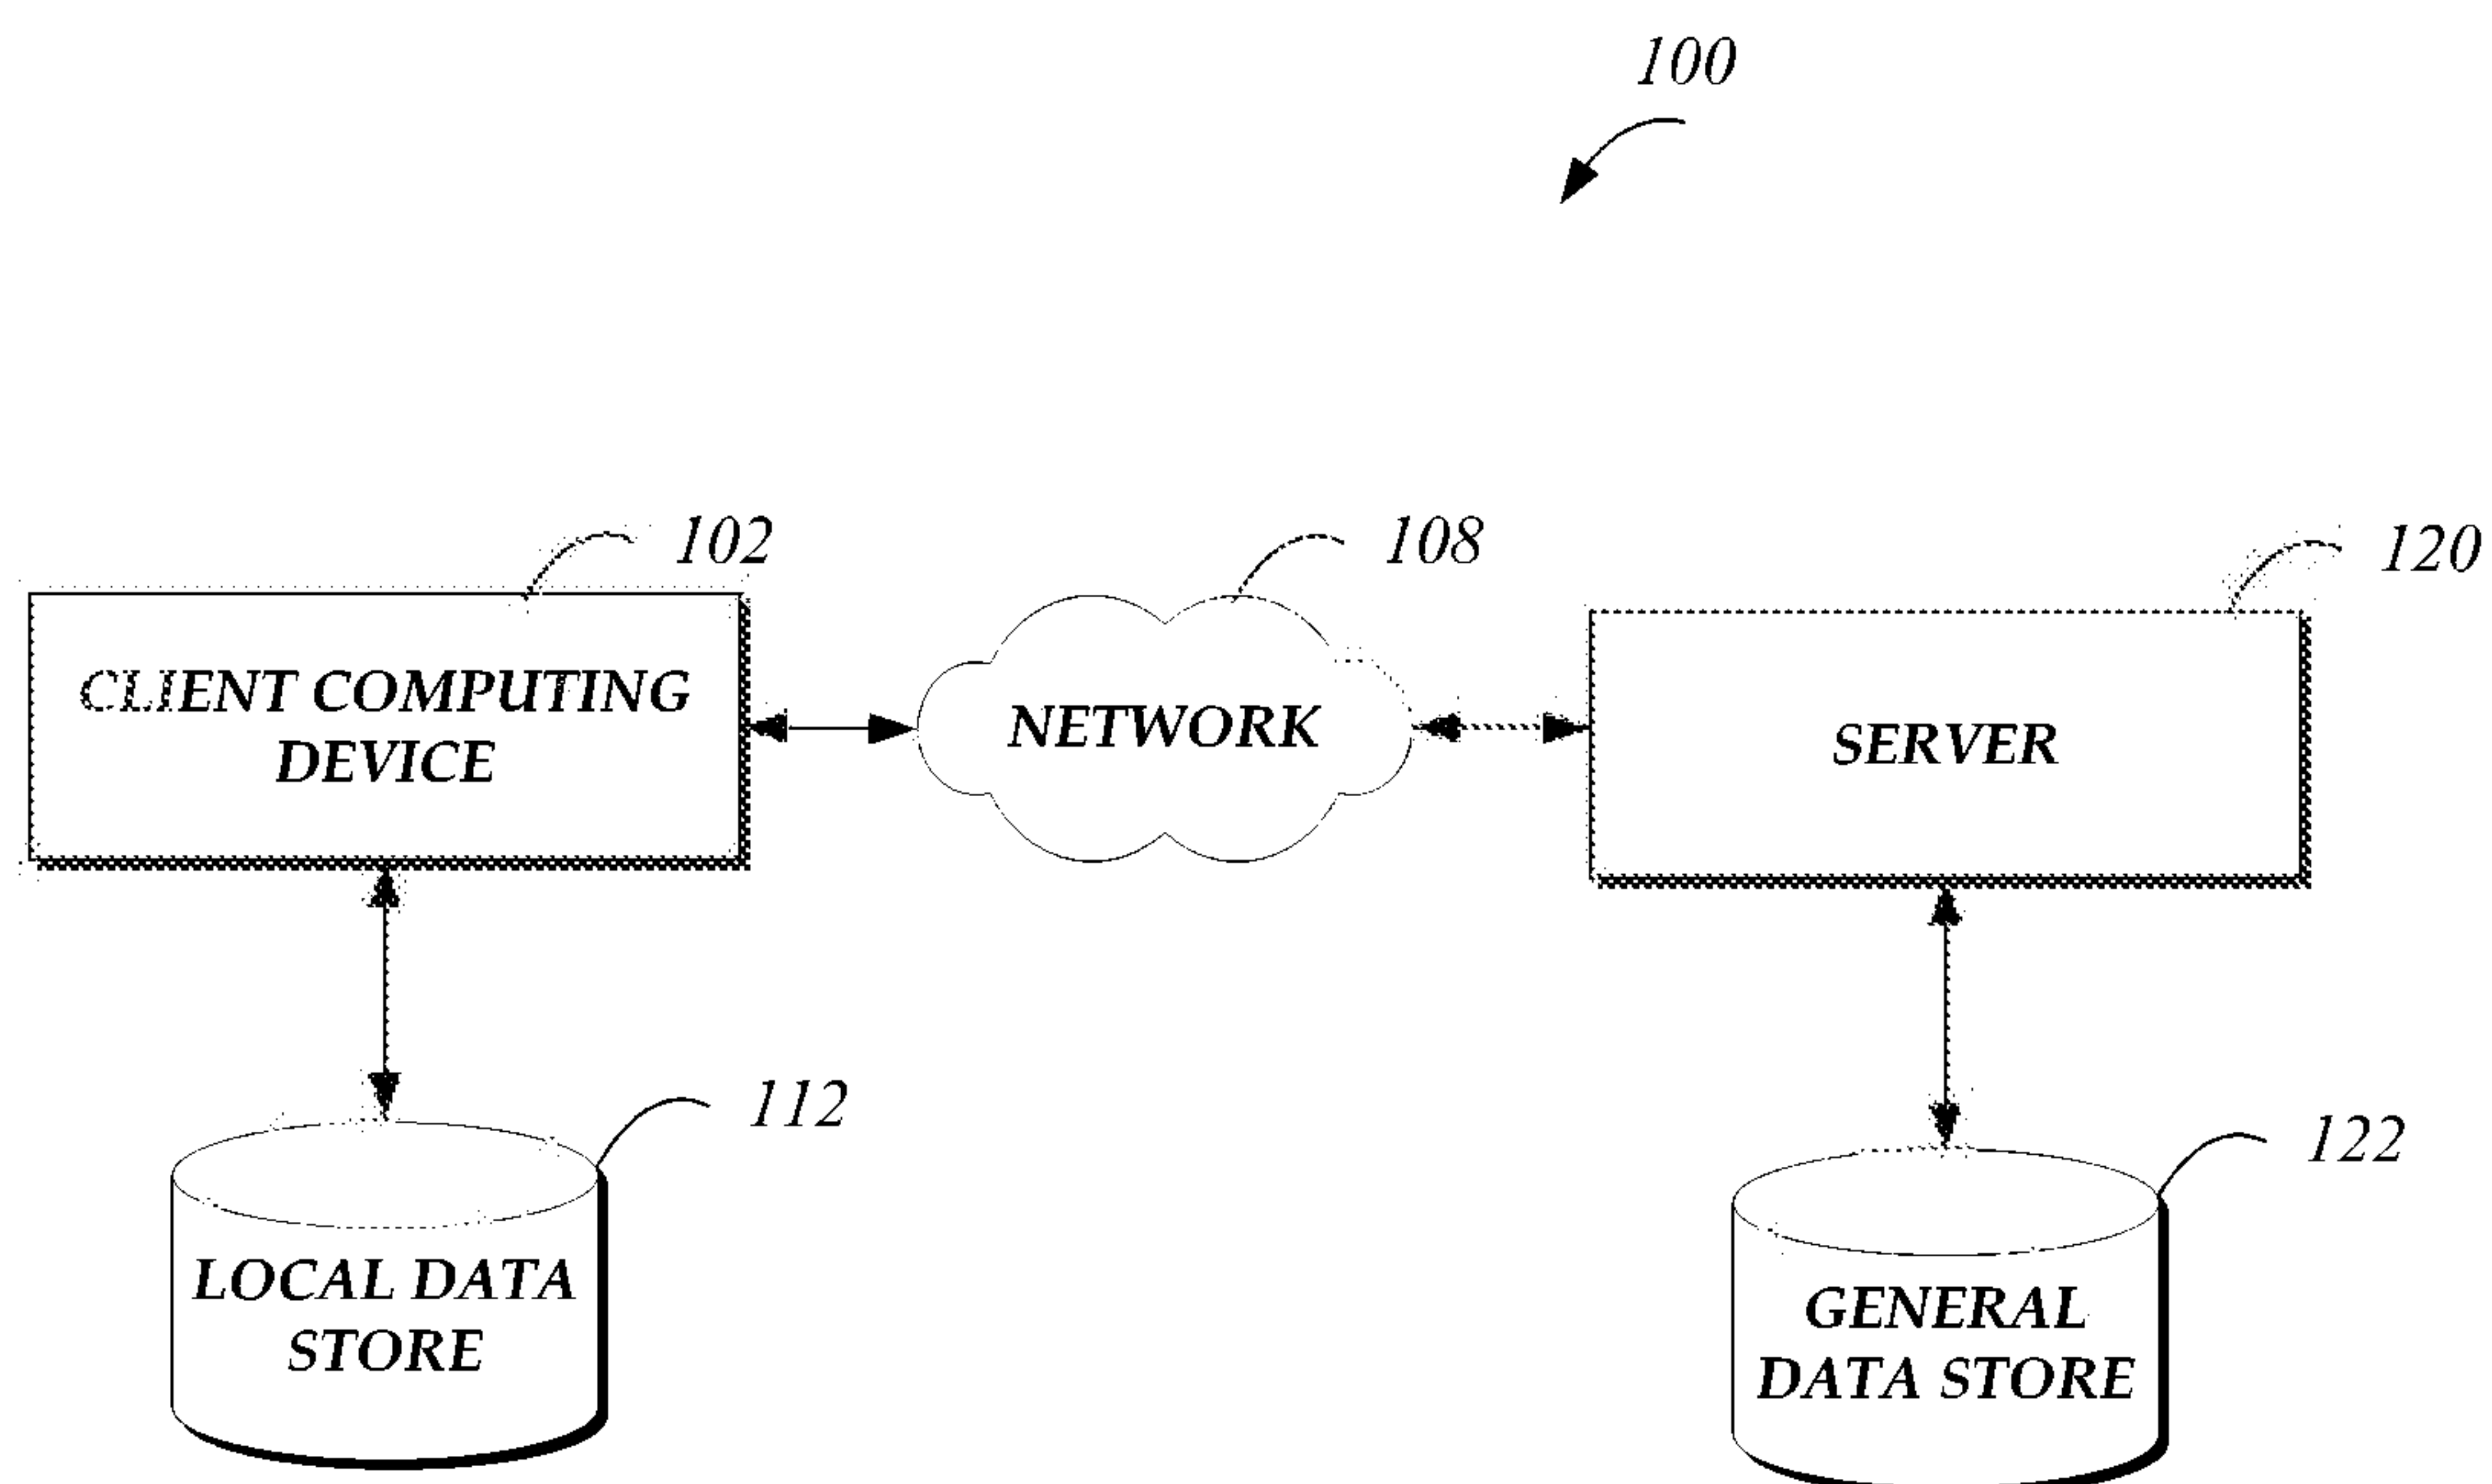 100
102
108
120
CLIENT COMPUTING
DEVICE
NETWORK
SERVER
112
122
LOCAL DATA
STORE
GENERAL
DATA STORE